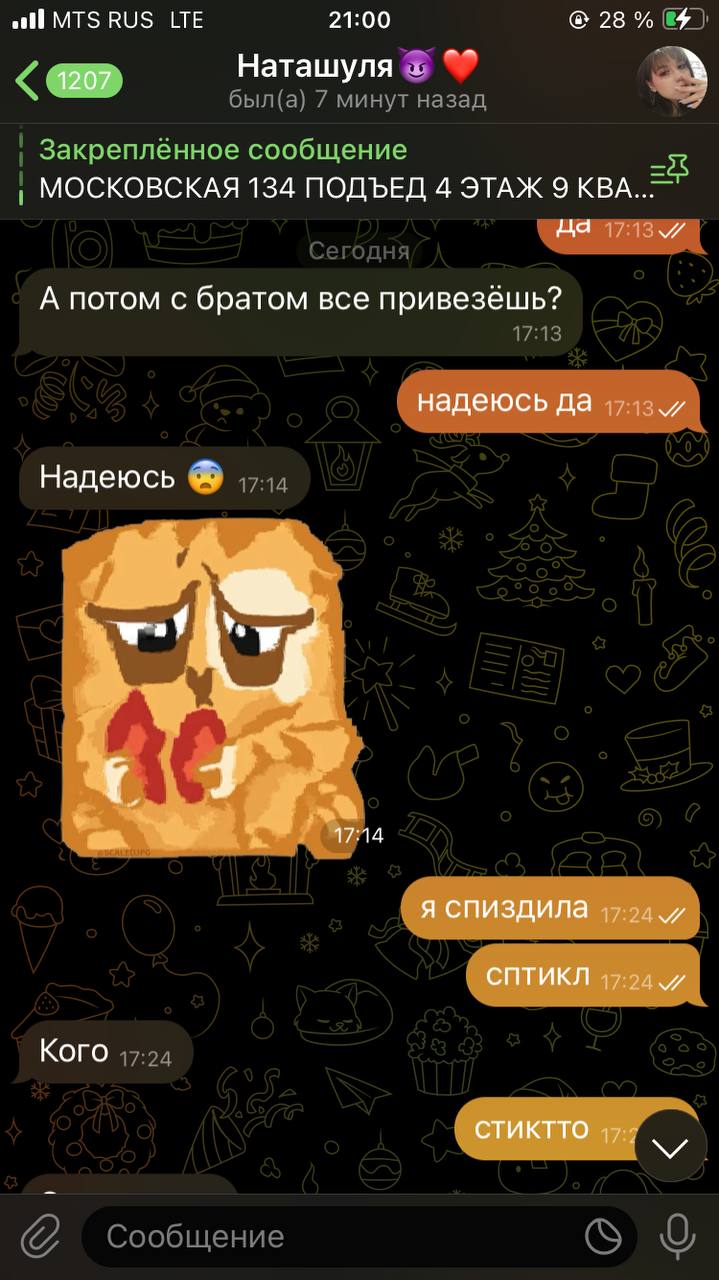 MTS RUS LTE 21:00 28 %
1207
Наташуля😈❤️
был(а) 7 минут назад
Закреплённое сообщение
МОСКОВСКАЯ 134 ПОДЪЕД 4 ЭТАЖ 9 КВА...
да 17:13
Сегодня
А потом с братом все привезёшь?
17:13
надеюсь да 17:13
Надеюсь 😨 17:14
17:14
я спиздила 17:24
сптикл 17:24
Кого 17:24
стиктто 17:2
Сообщение